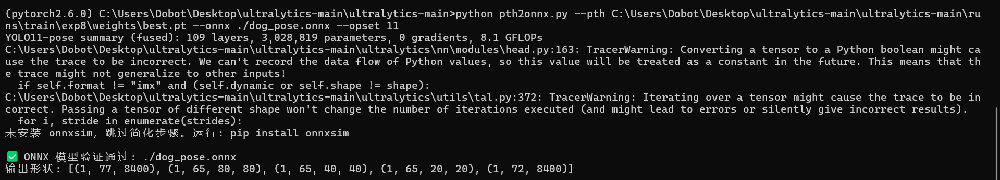 (pytorch2.6.0) C:\Users\Dobot\Desktop\ultralytics-main\ultralytics-main>python pth2onnx.py --pth C:\Users\Dobot\Desktop\ultralytics-main\ultralytics-main\ru
ns\train\exp8\weights\best.pt --onnx ./dog_pose.onnx --opset 11
YOLO11-pose summary (fused): 109 layers, 3,028,819 parameters, 0 gradients, 8.1 GFLOPs
C:\Users\Dobot\Desktop\ultralytics-main\ultralytics-main\ultralytics\nn\modules\head.py:163: TracerWarning: Converting a tensor to a Python boolean might ca
use the trace to be incorrect. We can't record the data flow of Python values, so this value will be treated as a constant in the future. This means that th
e trace might not generalize to other inputs!
  if self.format != "imx" and (self.dynamic or self.shape != shape):
C:\Users\Dobot\Desktop\ultralytics-main\ultralytics-main\ultralytics\utils\tal.py:372: TracerWarning: Iterating over a tensor might cause the trace to be in
correct. Passing a tensor of different shape won't change the number of iterations executed (and might lead to errors or silently give incorrect results).
  for i, stride in enumerate(strides):
未安装 onnxsim，跳过简化步骤。运行: pip install onnxsim
✅ ONNX 模型验证通过: ./dog_pose.onnx
输出形状: [(1, 77, 8400), (1, 65, 80, 80), (1, 65, 40, 40), (1, 65, 20, 20), (1, 72, 8400)]